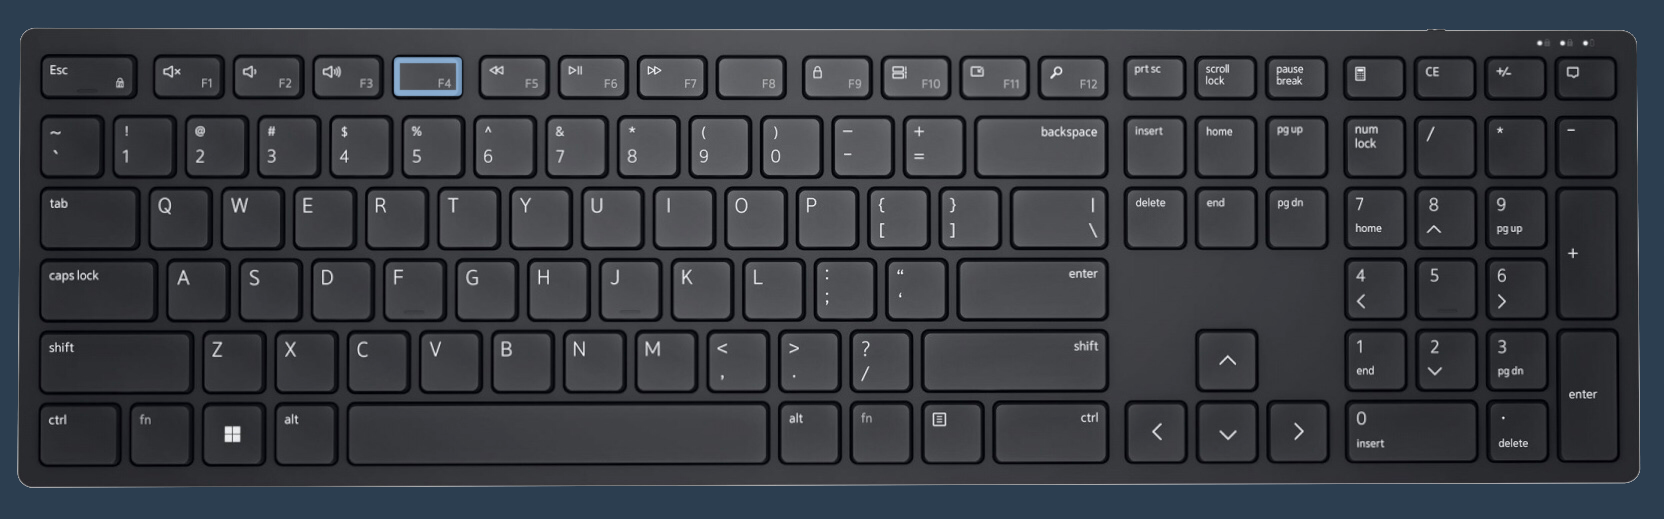 Esc F1 F2 F3 F4 F5 F6 F7 F8 F9 F10 F11 F12 prt sc scroll lock pause break CE +/-
~ ` ! 1 @ 2 # 3 $ 4 % 5 ^ 6 & 7 * 8 ( 9 ) 0 — - + = backspace insert home pg up num lock / * -
tab Q W E R T Y U I O P { [ } ] | \ delete end pg dn 7 home 8 9 pg up +
caps lock A S D F G H J K L : ; “ ‘ enter 4 5 6
shift Z X C V B N M < , > . ? / shift 1 end 2 3 pg dn enter
ctrl fn alt alt fn ctrl 0 insert . delete